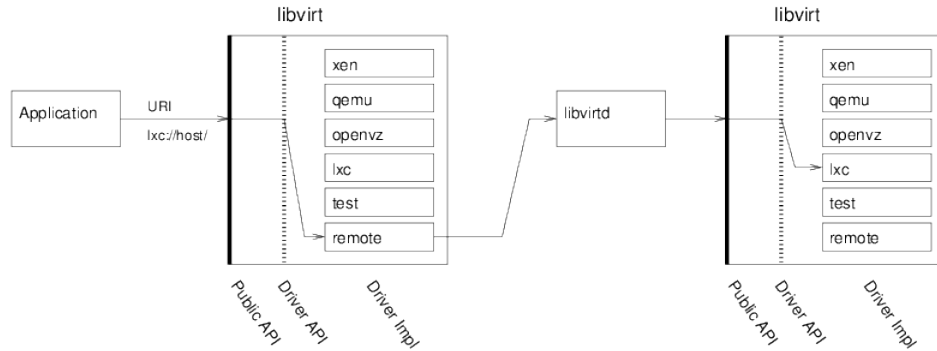 libvirt
libvirt
Application
URI
lxc://host/
xen
qemu
openvz
lxc
test
remote
libvirtd
xen
qemu
openvz
lxc
test
remote
Public API
Driver API
Driver Impl
Public API
Driver API
Driver Impl